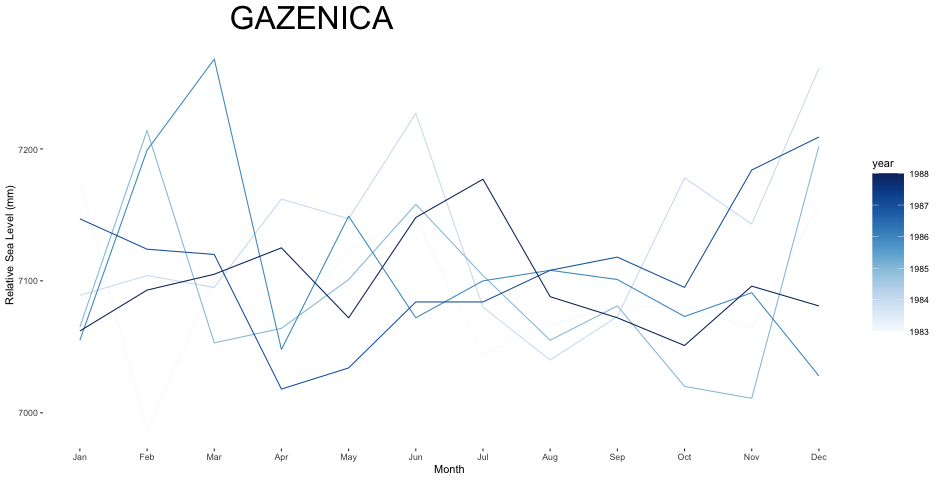 GAZENICA
Relative Sea Level (mm)
7200
7100
7000
Jan Feb Mar Apr May Jun Jul Aug Sep Oct Nov Dec
Month
year
1988
1987
1986
1985
1984
1983